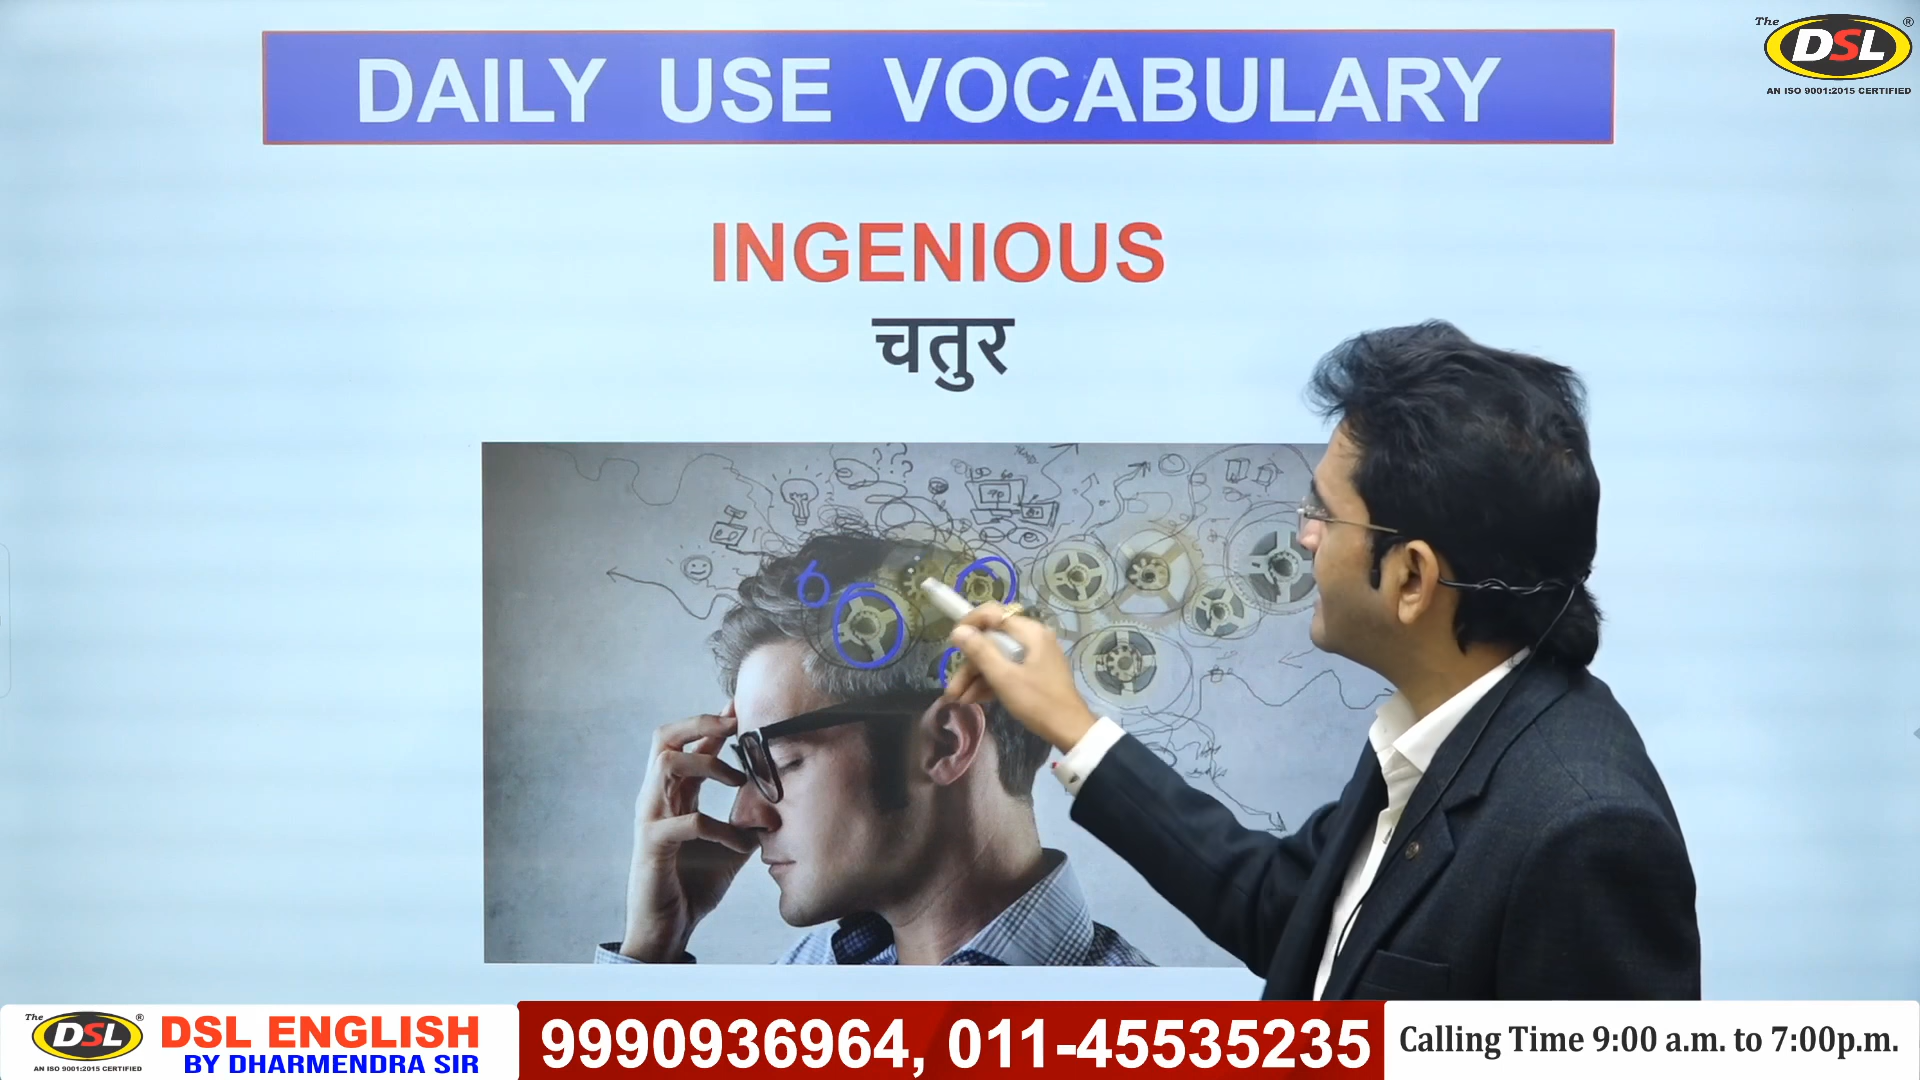 DAILY USE VOCABULARY
The
®
DSL
AN ISO 9001:2015 CERTIFIED
INGENIOUS
चतुर
The
®
DSL
AN ISO 9001:2015 CERTIFIED
DSL ENGLISH
BY DHARMENDRA SIR
9990936964, 011-45535235
Calling Time 9:00 a.m. to 7:00p.m.